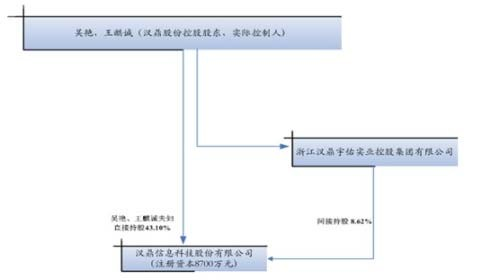 吴艳、王麒诚（汉鼎股份控股股东、实际控制人）
浙江汉鼎宇佑实业控股集团有限公司
吴艳、王麒诚夫妇
直接持股43.10%
间接持股 8.62%
汉鼎信息科技股份有限公司
（注册资本8700万元）